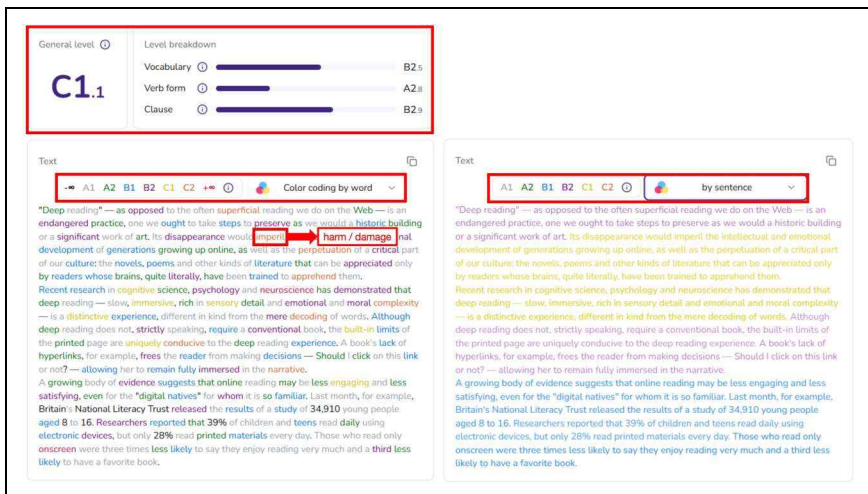 General level
C1.1
Level breakdown
Vocabulary B2.5
Verb form A2.8
Clause B2.9
Text
-∞ A1 A2 B1 B2 C1 C2 +∞ Color coding by word
"Deep reading" — as opposed to the often superficial reading we do on the Web — is an
endangered practice, one we ought to take steps to preserve as we would a historic building
or a significant work of art. Its disappearance would imperil harm / damage nal
development of generations growing up online, as well as the perpetuation of a critical part
of our culture: the novels, poems and other kinds of literature that can be appreciated only
by readers whose brains, quite literally, have been trained to apprehend them.
Recent research in cognitive science, psychology and neuroscience has demonstrated that
deep reading — slow, immersive, rich in sensory detail and emotional and moral complexity
— is a distinctive experience, different in kind from the mere decoding of words. Although
deep reading does not, strictly speaking, require a conventional book, the built-in limits of
the printed page are uniquely conducive to the deep reading experience. A book's lack of
hyperlinks, for example, frees the reader from making decisions — Should I click on this link
or not? — allowing her to remain fully immersed in the narrative.
A growing body of evidence suggests that online reading may be less engaging and less
satisfying, even for the "digital natives" for whom it is so familiar. Last month, for example,
Britain's National Literacy Trust released the results of a study of 34,910 young people
aged 8 to 16. Researchers reported that 39% of children and teens read daily using
electronic devices, but only 28% read printed materials every day. Those who read only
onscreen were three times less likely to say they enjoy reading very much and a third less
likely to have a favorite book.
Text
A1 A2 B1 B2 C1 C2 by sentence
"Deep reading" — as opposed to the often superficial reading we do on the Web — is an
endangered practice, one we ought to take steps to preserve as we would a historic building
or a significant work of art. Its disappearance would imperil the intellectual and emotional
development of generations growing up online, as well as the perpetuation of a critical part
of our culture: the novels, poems and other kinds of literature that can be appreciated only
by readers whose brains, quite literally, have been trained to apprehend them.
Recent research in cognitive science, psychology and neuroscience has demonstrated that
deep reading — slow, immersive, rich in sensory detail and emotional and moral complexity
— is a distinctive experience, different in kind from the mere decoding of words. Although
deep reading does not, strictly speaking, require a conventional book, the built-in limits of
the printed page are uniquely conducive to the deep reading experience. A book's lack of
hyperlinks, for example, frees the reader from making decisions — Should I click on this link
or not? — allowing her to remain fully immersed in the narrative.
A growing body of evidence suggests that online reading may be less engaging and less
satisfying, even for the "digital natives" for whom it is so familiar. Last month, for example,
Britain's National Literacy Trust released the results of a study of 34,910 young people
aged 8 to 16. Researchers reported that 39% of children and teens read daily using
electronic devices, but only 28% read printed materials every day. Those who read only
onscreen were three times less likely to say they enjoy reading very much and a third less
likely to have a favorite book.